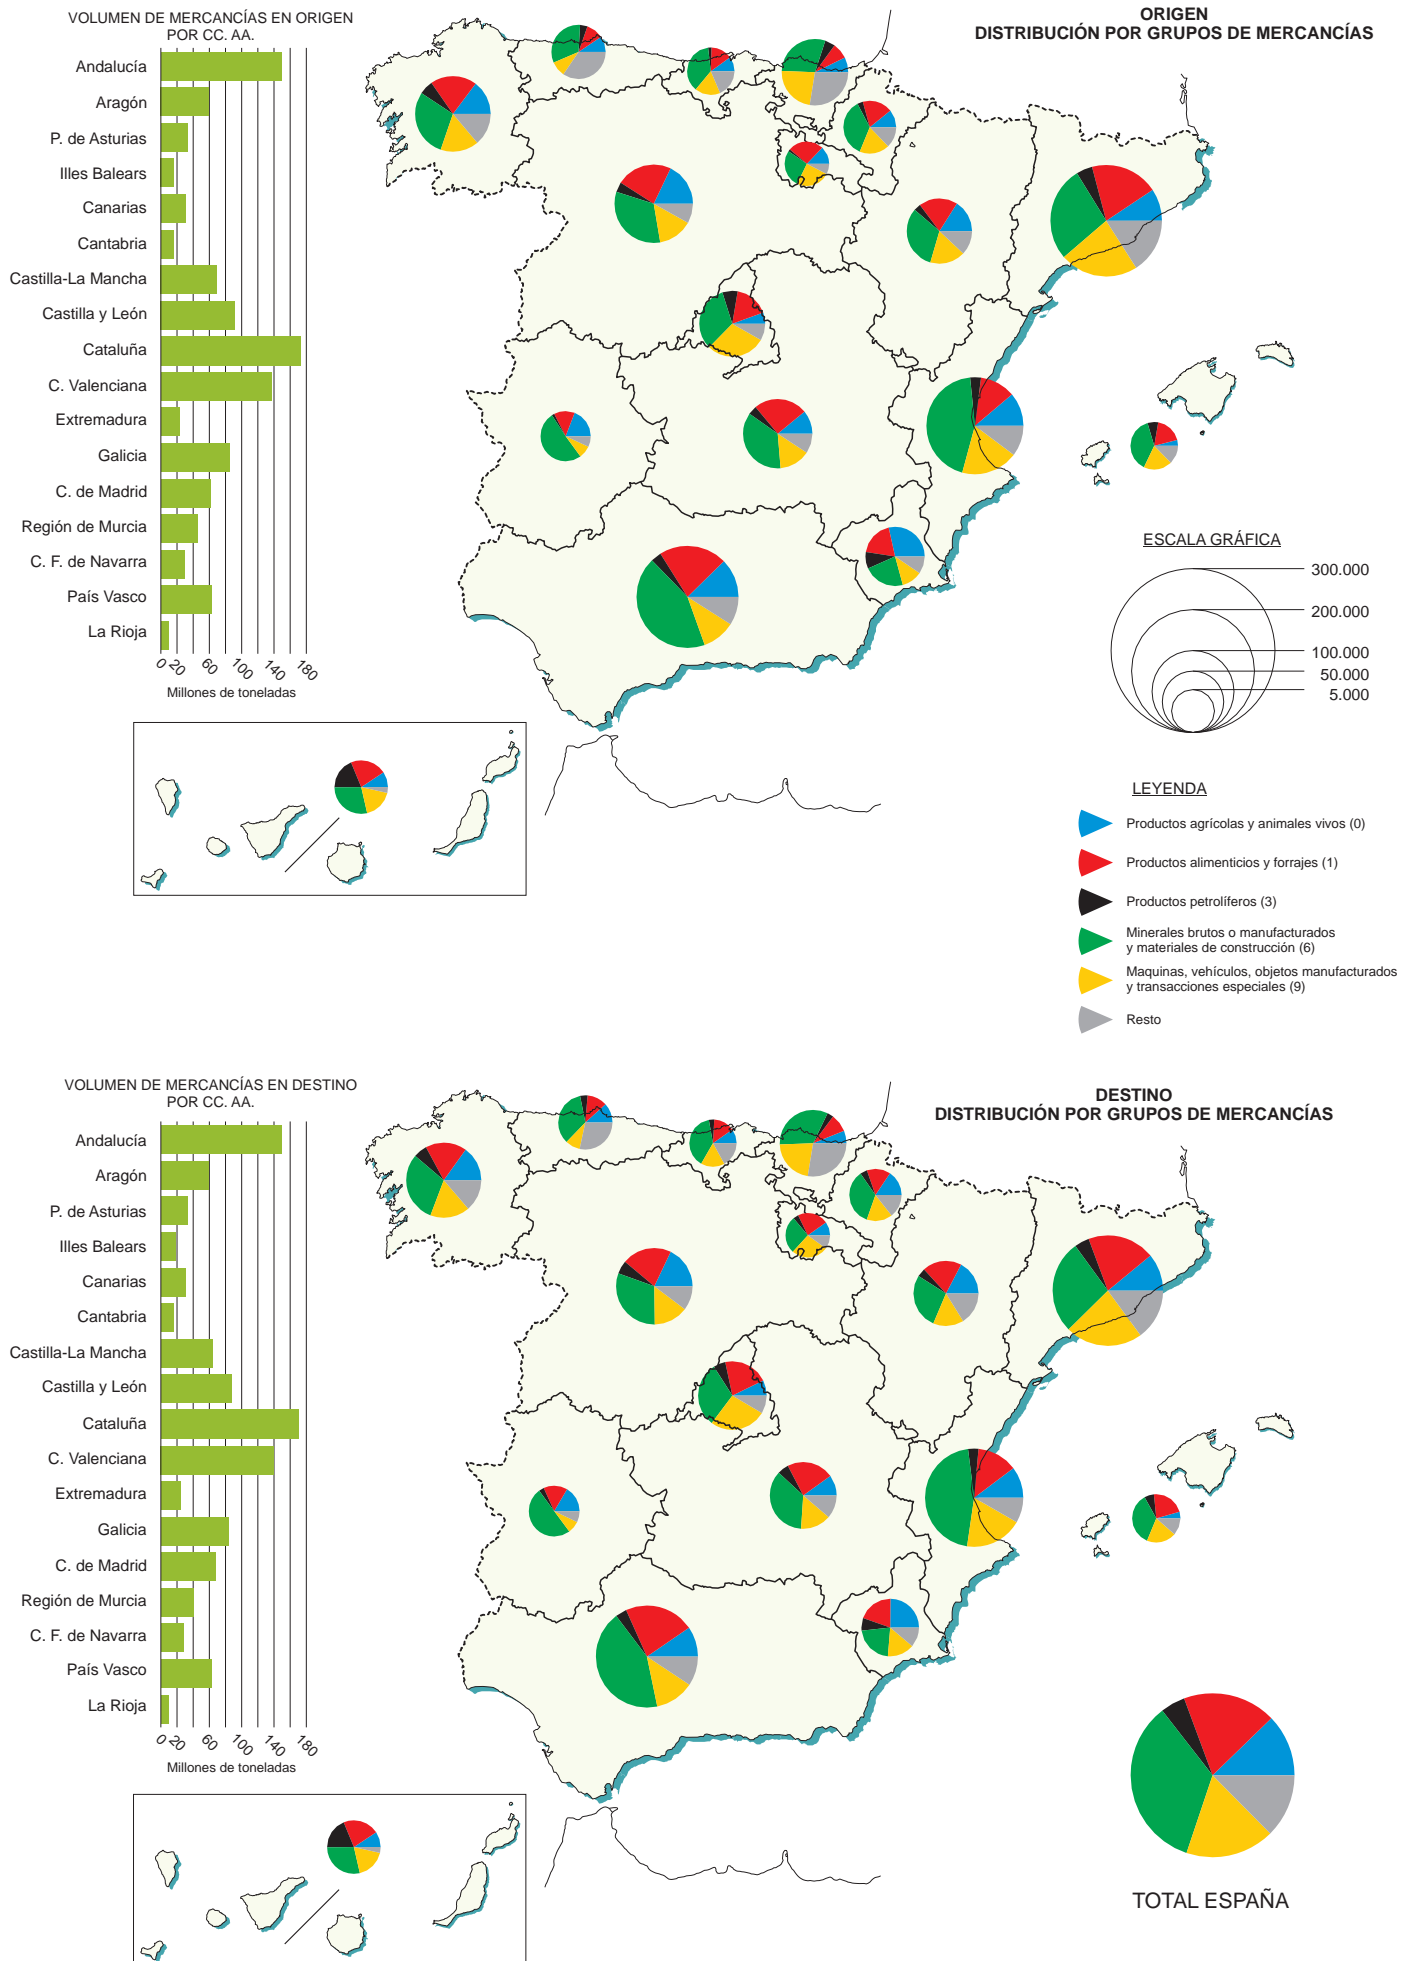 VOLUMEN DE MERCANCÍAS EN ORIGEN
POR CC. AA.
Andalucía
Aragón
P. de Asturias
Illes Balears
Canarias
Cantabria
Castilla-La Mancha
Castilla y León
Cataluña
C. Valenciana
Extremadura
Galicia
C. de Madrid
Región de Murcia
C. F. de Navarra
País Vasco
La Rioja
0 20 60 100 140 180
Millones de toneladas
ORIGEN
DISTRIBUCIÓN POR GRUPOS DE MERCANCÍAS
ESCALA GRÁFICA
300.000
200.000
100.000
50.000
5.000
LEYENDA
Productos agrícolas y animales vivos (0)
Productos alimenticios y forrajes (1)
Productos petrolíferos (3)
Minerales brutos o manufacturados
y materiales de construcción (6)
Maquinas, vehículos, objetos manufacturados
y transacciones especiales (9)
Resto
VOLUMEN DE MERCANCÍAS EN DESTINO
POR CC. AA.
Andalucía
Aragón
P. de Asturias
Illes Balears
Canarias
Cantabria
Castilla-La Mancha
Castilla y León
Cataluña
C. Valenciana
Extremadura
Galicia
C. de Madrid
Región de Murcia
C. F. de Navarra
País Vasco
La Rioja
0 20 60 100 140 180
Millones de toneladas
DESTINO
DISTRIBUCIÓN POR GRUPOS DE MERCANCÍAS
TOTAL ESPAÑA